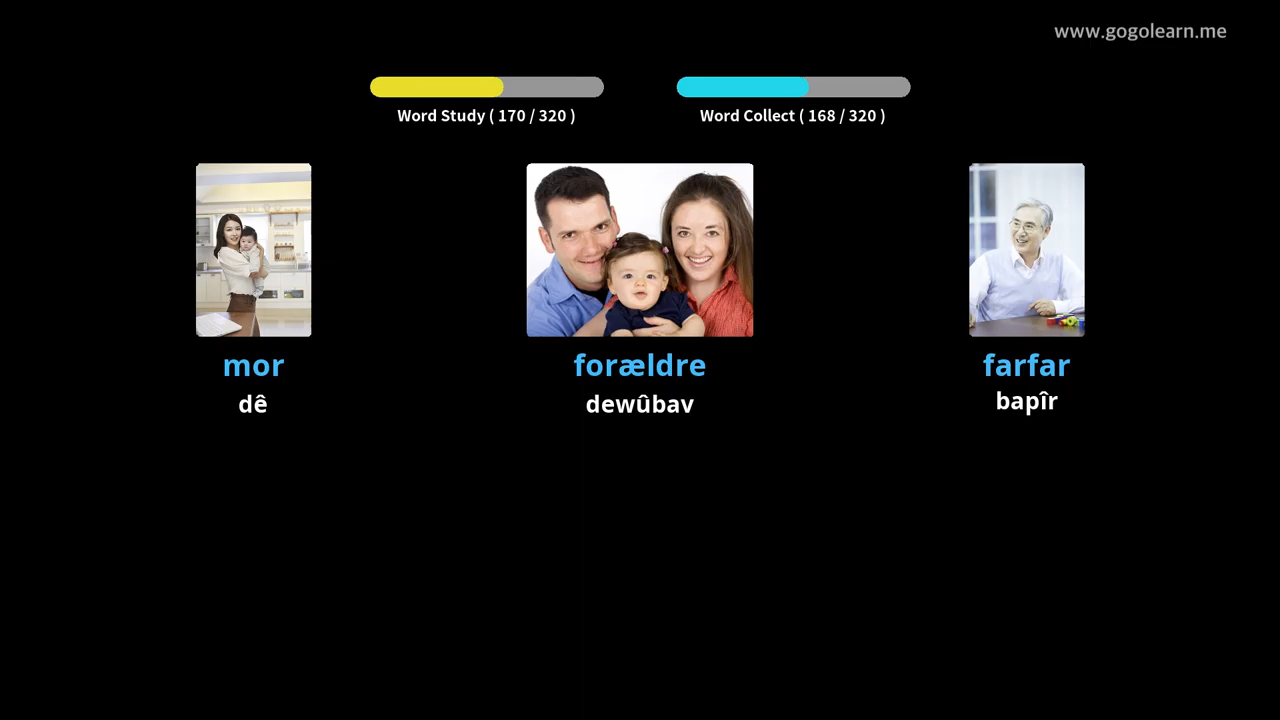 www.gogolearn.me
Word Study ( 170 / 320 )
Word Collect ( 168 / 320 )
mor
dê
forældre
dewûbav
farfar
bapîr